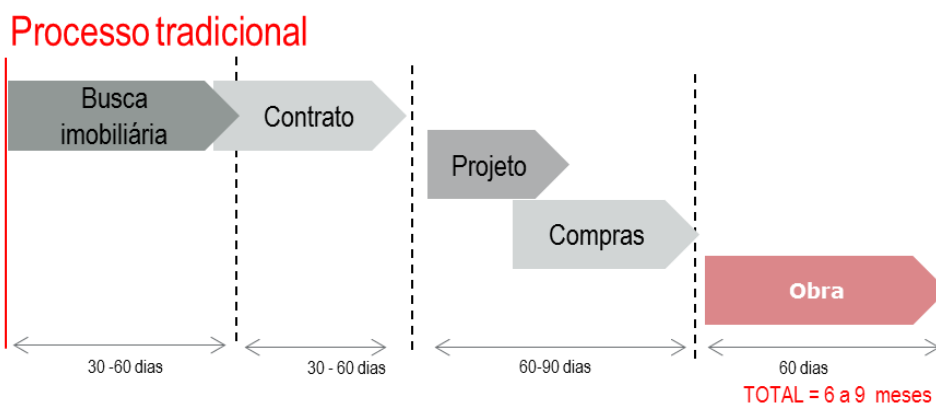 Processo tradicional
Busca
imobiliária
Contrato
Projeto
Compras
Obra
30 -60 dias
30 - 60 dias
60-90 dias
60 dias
TOTAL = 6 a 9 meses